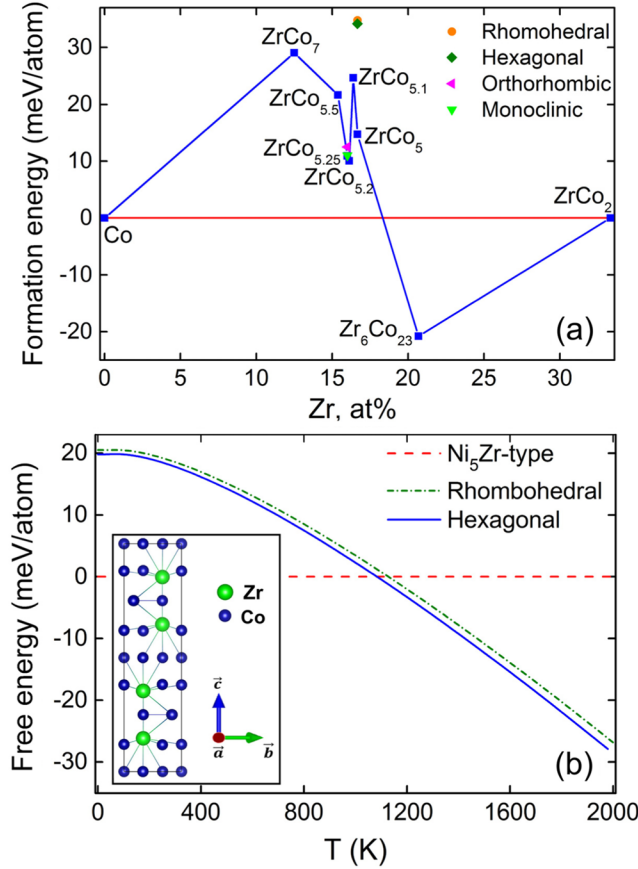 (a)
Formation energy (meV/atom)
30
20
10
0
-10
-20
0
5
10
15
20
25
30
Zr, at%
Rhomohedral
Hexagonal
Orthorhombic
Monoclinic
ZrCo₇
ZrCo₅.₁
ZrCo₅.₅
ZrCo₅
ZrCo₅.₂₅
ZrCo₅.₂
ZrCo₂
Co
Zr₆Co₂₃
(b)
Free energy (meV/atom)
20
10
0
-10
-20
-30
0
400
800
1200
1600
2000
T (K)
Ni₅Zr-type
Rhombohedral
Hexagonal
Zr
Co
c
a
b